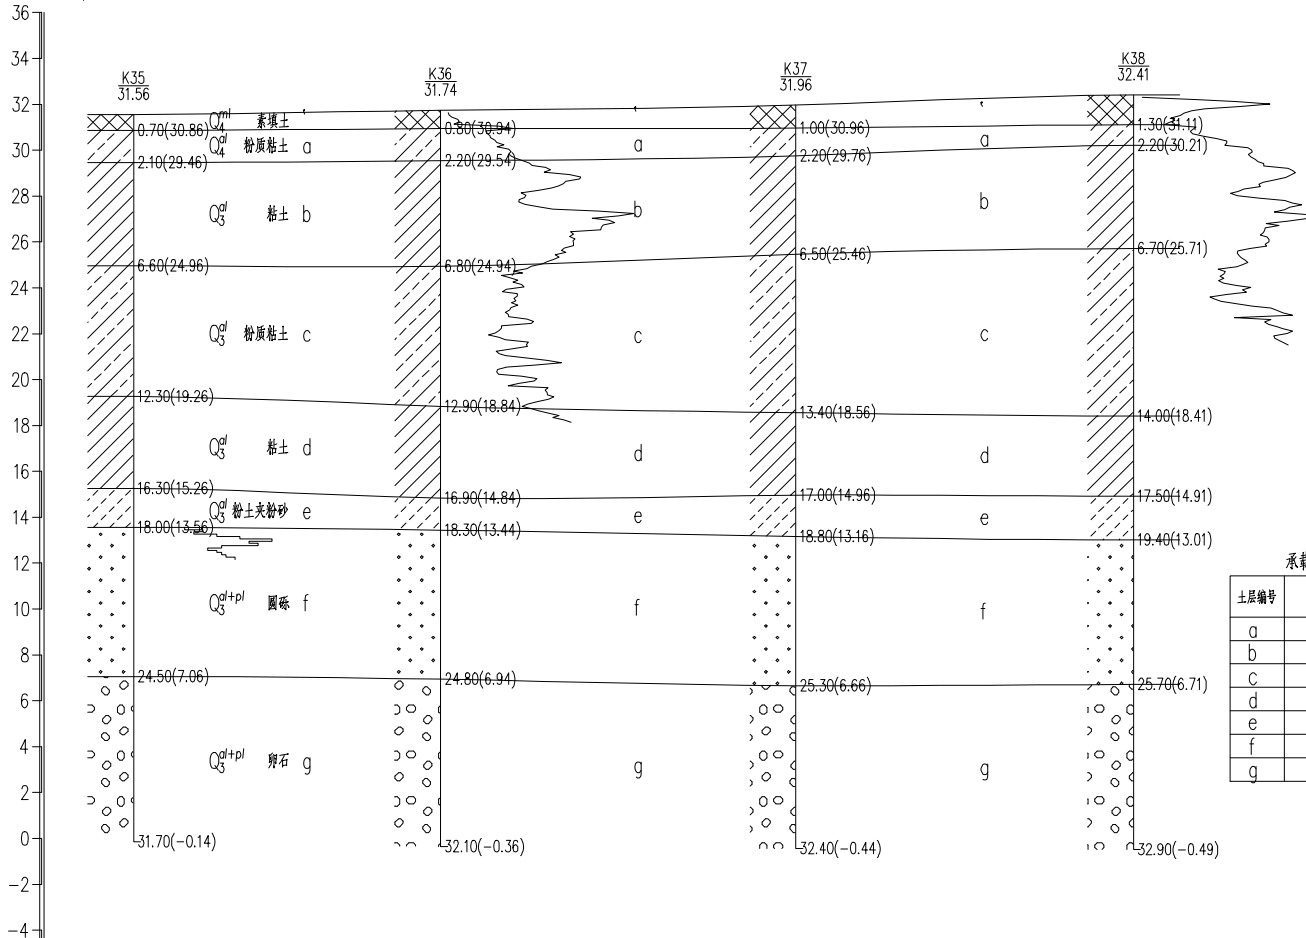 36
34
K35
31.56
K36
31.74
K37
31.96
K38
32.41
32
Q4ml 素填土
0.70(30.86)
0.80(30.94)
1.00(30.96)
1.30(31.11)
30
Q4al 粉质粘土 a
a
a
2.10(29.46)
2.20(29.54)
2.20(29.76)
2.20(30.21)
28
Q3al 粘土 b
b
b
26
6.60(24.96)
6.80(24.94)
6.50(25.46)
6.70(25.71)
24
22
Q3al 粉质粘土 c
c
c
20
12.30(19.26)
12.90(18.84)
13.40(18.56)
14.00(18.41)
18
Q3al 粘土 d
d
d
16
16.30(15.26)
16.90(14.84)
17.00(14.96)
17.50(14.91)
14
Q3al 粉土夹粉砂 e
e
e
18.00(13.56)
18.30(13.44)
18.80(13.16)
19.40(13.01)
12
10
Q3al+pl 圆砾 f
f
f
8
24.50(7.06)
24.80(6.94)
25.30(6.66)
25.70(6.71)
6
4
Q3al+pl 卵石 g
g
g
2
0
31.70(-0.14)
32.10(-0.36)
32.40(-0.44)
32.90(-0.49)
-2
-4
承载
土层编号
a
b
c
d
e
f
g